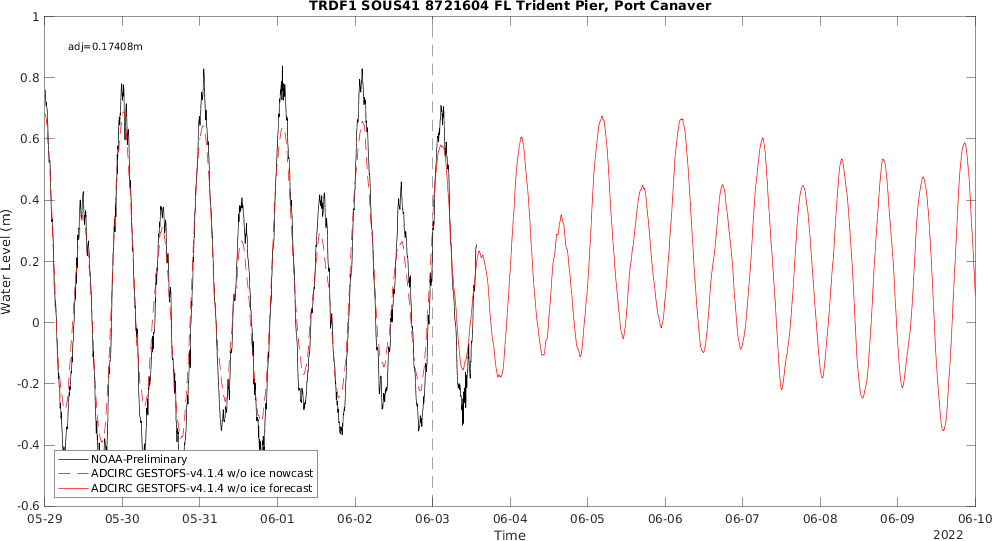 TRDF1 SOUS41 8721604 FL Trident Pier, Port Canaver
adj=0.17408m
1
0.8
0.6
0.4
0.2
0
-0.2
-0.4
-0.6
Water Level (m)
NOAA-Preliminary
ADCIRC GESTOFS-v4.1.4 w/o ice nowcast
ADCIRC GESTOFS-v4.1.4 w/o ice forecast
05-29 05-30 05-31 06-01 06-02 06-03 06-04 06-05 06-06 06-07 06-08 06-09 06-10
Time
2022